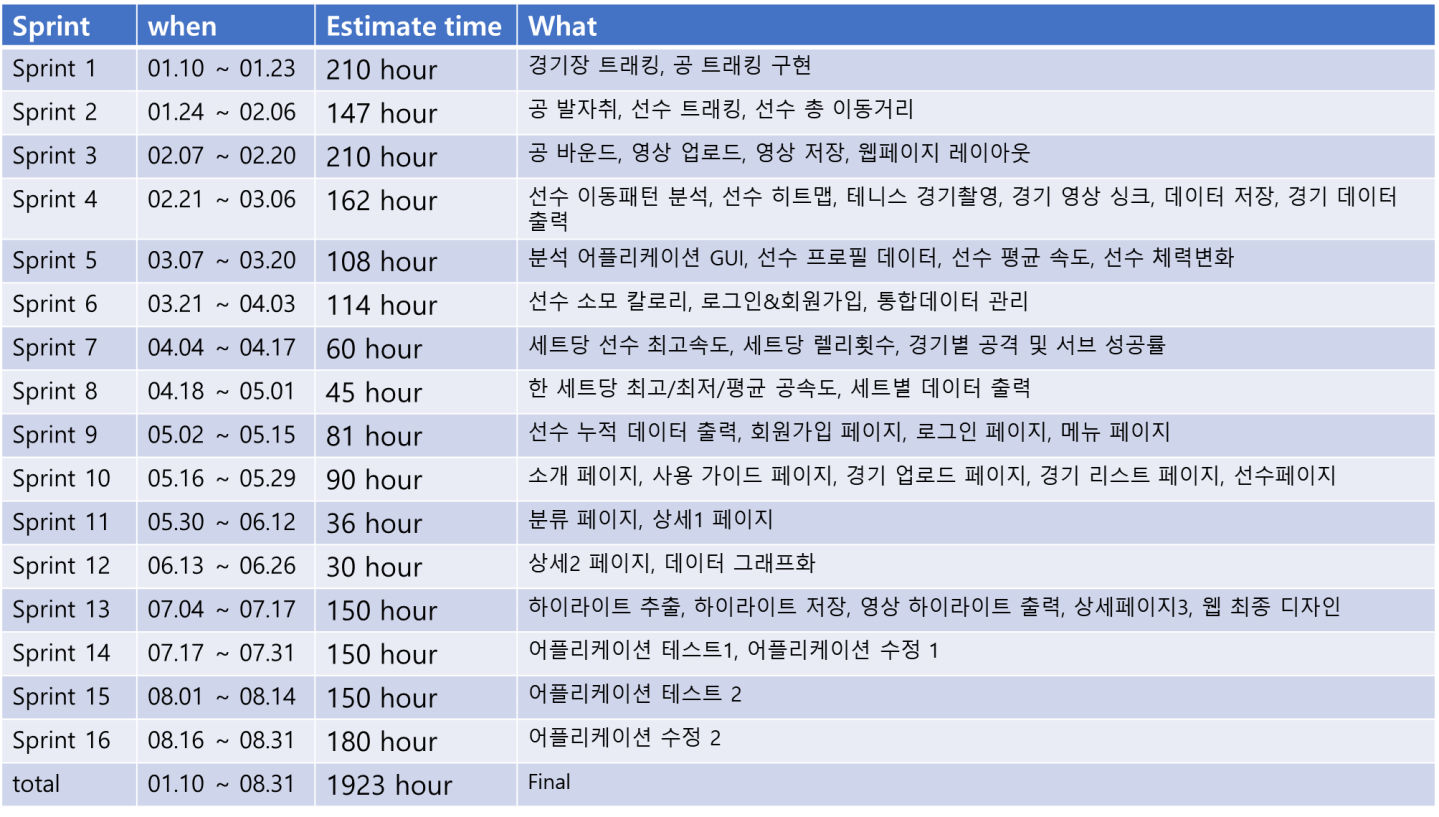 Sprint when Estimate time What
Sprint 1 01.10 ~ 01.23 210 hour 경기장 트래킹, 공 트래킹 구현
Sprint 2 01.24 ~ 02.06 147 hour 공 발자취, 선수 트래킹, 선수 총 이동거리
Sprint 3 02.07 ~ 02.20 210 hour 공 바운드, 영상 업로드, 영상 저장, 웹페이지 레이아웃
Sprint 4 02.21 ~ 03.06 162 hour 선수 이동패턴 분석, 선수 히트맵, 테니스 경기촬영, 경기 영상 싱크, 데이터 저장, 경기 데이터
출력
Sprint 5 03.07 ~ 03.20 108 hour 분석 어플리케이션 GUI, 선수 프로필 데이터, 선수 평균 속도, 선수 체력변화
Sprint 6 03.21 ~ 04.03 114 hour 선수 소모 칼로리, 로그인&회원가입, 통합데이터 관리
Sprint 7 04.04 ~ 04.17 60 hour 세트당 선수 최고속도, 세트당 렐리횟수, 경기별 공격 및 서브 성공률
Sprint 8 04.18 ~ 05.01 45 hour 한 세트당 최고/최저/평균 공속도, 세트별 데이터 출력
Sprint 9 05.02 ~ 05.15 81 hour 선수 누적 데이터 출력, 회원가입 페이지, 로그인 페이지, 메뉴 페이지
Sprint 10 05.16 ~ 05.29 90 hour 소개 페이지, 사용 가이드 페이지, 경기 업로드 페이지, 경기 리스트 페이지, 선수페이지
Sprint 11 05.30 ~ 06.12 36 hour 분류 페이지, 상세1 페이지
Sprint 12 06.13 ~ 06.26 30 hour 상세2 페이지, 데이터 그래프화
Sprint 13 07.04 ~ 07.17 150 hour 하이라이트 추출, 하이라이트 저장, 영상 하이라이트 출력, 상세페이지3, 웹 최종 디자인
Sprint 14 07.17 ~ 07.31 150 hour 어플리케이션 테스트1, 어플리케이션 수정 1
Sprint 15 08.01 ~ 08.14 150 hour 어플리케이션 테스트 2
Sprint 16 08.16 ~ 08.31 180 hour 어플리케이션 수정 2
total 01.10 ~ 08.31 1923 hour Final